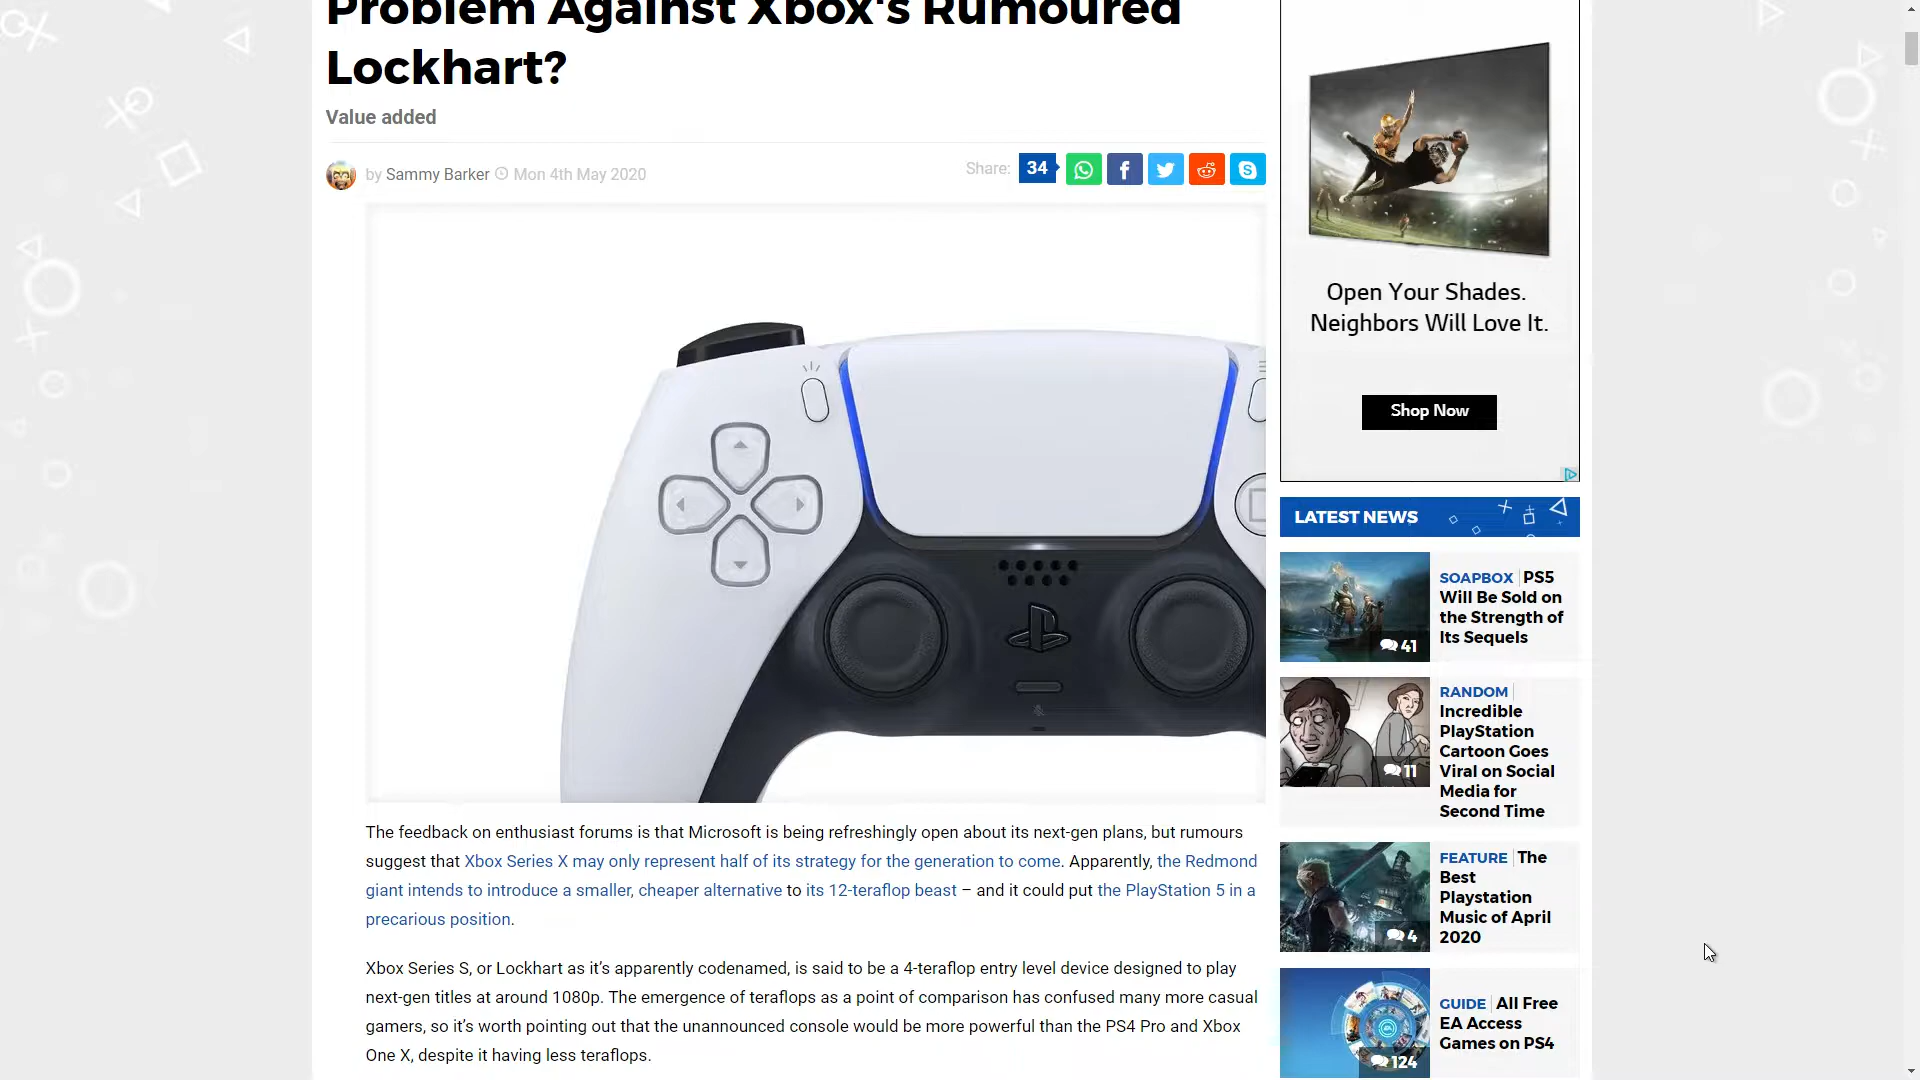 Problem Against Xbox's Rumoured
Lockhart?
Value added
by Sammy Barker Mon 4th May 2020
Share: 34
The feedback on enthusiast forums is that Microsoft is being refreshingly open about its next-gen plans, but rumours
suggest that Xbox Series X may only represent half of its strategy for the generation to come. Apparently, the Redmond
giant intends to introduce a smaller, cheaper alternative to its 12-teraflop beast – and it could put the PlayStation 5 in a
precarious position.
Xbox Series S, or Lockhart as it’s apparently codenamed, is said to be a 4-teraflop entry level device designed to play
next-gen titles at around 1080p. The emergence of teraflops as a point of comparison has confused many more casual
gamers, so it’s worth pointing out that the unannounced console would be more powerful than the PS4 Pro and Xbox
One X, despite it having less teraflops.
Open Your Shades.
Neighbors Will Love It.
Shop Now
LATEST NEWS
SOAPBOX PS5
Will Be Sold on
the Strength of
Its Sequels
41
RANDOM
Incredible
PlayStation
Cartoon Goes
Viral on Social
Media for
Second Time
11
FEATURE The
Best
Playstation
Music of April
2020
4
GUIDE All Free
EA Access
Games on PS4
124